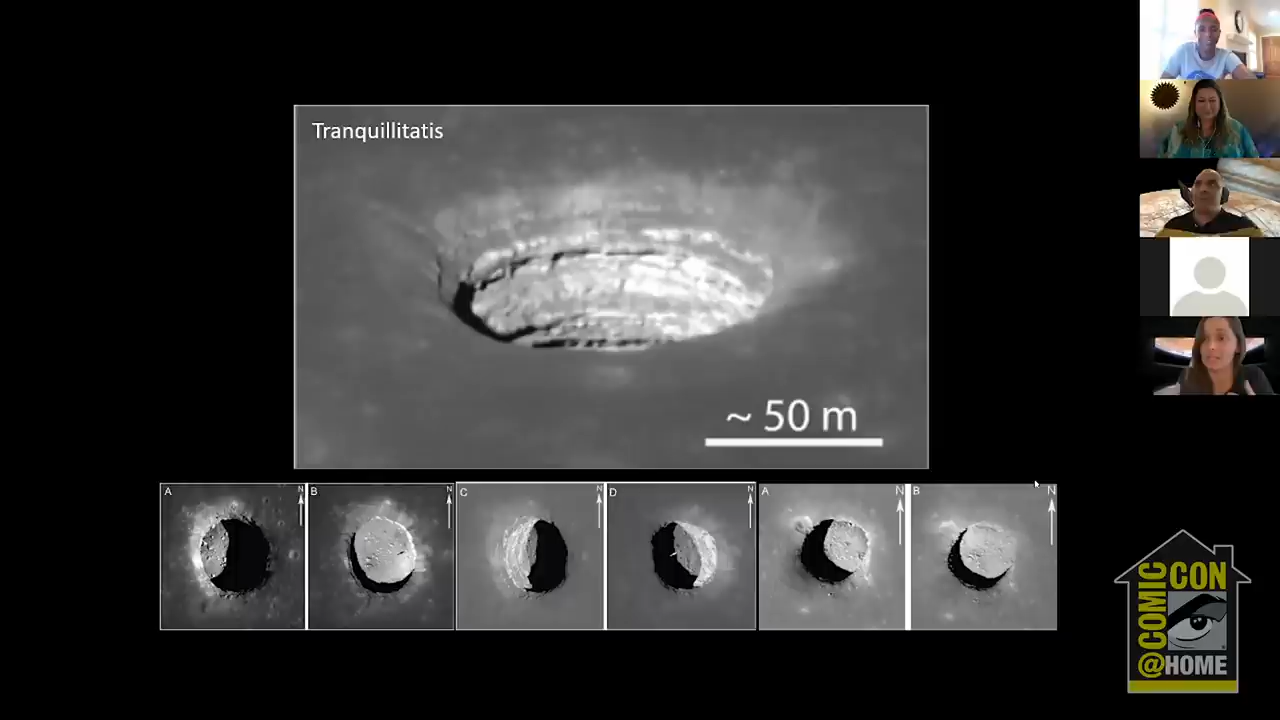 Tranquillitatis
~ 50 m
A N
B N
C N
D N
A N
B N
COMIC
CON
@HOME